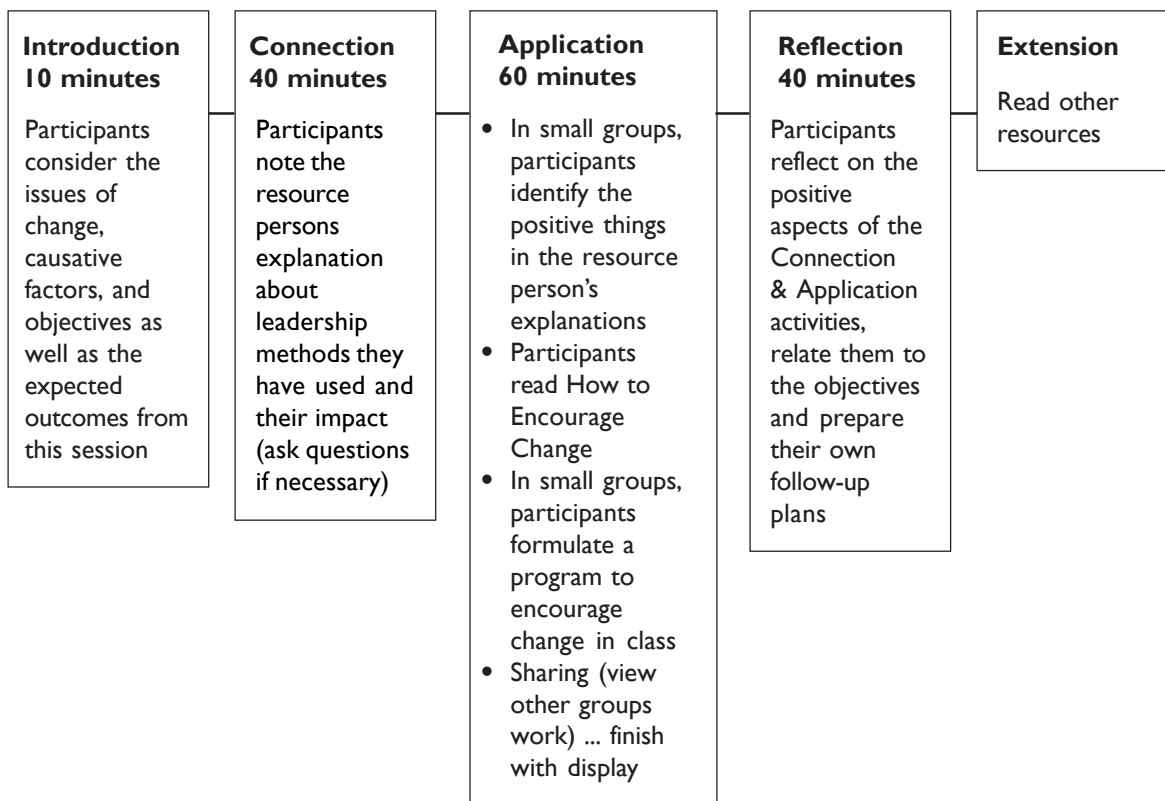 Introduction
10 minutes
Participants
consider the
issues of
change,
causative
factors, and
objectives as
well as the
expected
outcomes from
this session
Connection
40 minutes
Participants
note the
resource
persons
explanation
about
leadership
methods they
have used and
their impact
(ask questions
if necessary)
Application
60 minutes
• In small groups,
participants
identify the
positive things
in the resource
person's
explanations
• Participants
read How to
Encourage
Change
• In small groups,
participants
formulate a
program to
encourage
change in class
• Sharing (view
other groups
work) ... finish
with display
Reflection
40 minutes
Participants
reflect on the
positive
aspects of the
Connection
& Application
activities,
relate them to
the objectives
and prepare
their own
follow-up
plans
Extension
Read other
resources